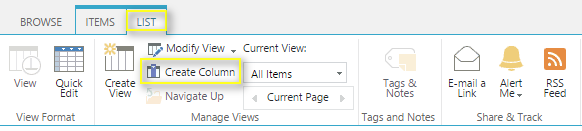 BROWSE ITEMS LIST
View
Quick Edit
Create View
Modify View
Create Column
Navigate Up
Current View:
All Items
Current Page
Tags & Notes
E-mail a Link
Alert Me
RSS Feed
View Format
Manage Views
Tags and Notes
Share & Track